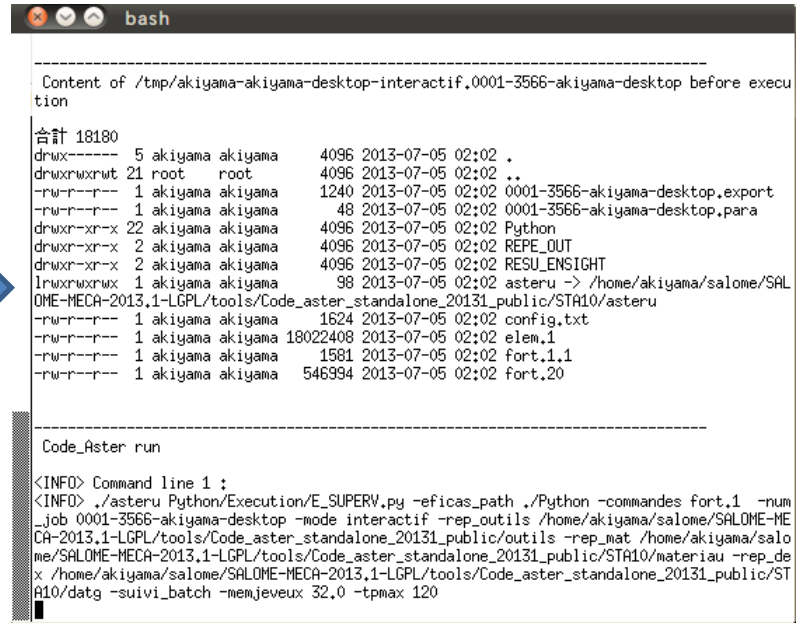 bash
--------------------------------------------------------------------------------
Content of /tmp/akiyama-akiyama-desktop-interactif.0001-3566-akiyama-desktop before execu
tion
合計 18180
drwx------  5 akiyama akiyama     4096 2013-07-05 02:02 .
drwxrwxrwt 21 root    root        4096 2013-07-05 02:02 ..
-rw-r--r--  1 akiyama akiyama     1240 2013-07-05 02:02 0001-3566-akiyama-desktop.export
-rw-r--r--  1 akiyama akiyama       48 2013-07-05 02:02 0001-3566-akiyama-desktop.para
drwxr-xr-x 22 akiyama akiyama     4096 2013-07-05 02:02 Python
drwxr-xr-x  2 akiyama akiyama     4096 2013-07-05 02:02 REPE_OUT
drwxr-xr-x  2 akiyama akiyama     4096 2013-07-05 02:02 RESU_ENSIGHT
lrwxrwxrwx  1 akiyama akiyama       98 2013-07-05 02:02 asteru -> /home/akiyama/salome/SAL
OME-MECA-2013.1-LGPL/tools/Code_aster_standalone_20131_public/STA10/asteru
-rw-r--r--  1 akiyama akiyama     1624 2013-07-05 02:02 config.txt
-rw-r--r--  1 akiyama akiyama 18022408 2013-07-05 02:02 elem.1
-rw-r--r--  1 akiyama akiyama     1581 2013-07-05 02:02 fort.1.1
-rw-r--r--  1 akiyama akiyama   546994 2013-07-05 02:02 fort.20
--------------------------------------------------------------------------------
Code_Aster run
<INFO> Command line 1 :
<INFO> ./asteru Python/Execution/E_SUPERV.py -eficas_path ./Python -commandes fort.1  -num
_job 0001-3566-akiyama-desktop -mode interactif -rep_outils /home/akiyama/salome/SALOME-ME
CA-2013.1-LGPL/tools/Code_aster_standalone_20131_public/outils -rep_mat /home/akiyama/salo
me/SALOME-MECA-2013.1-LGPL/tools/Code_aster_standalone_20131_public/STA10/materiau -rep_de
x /home/akiyama/salome/SALOME-MECA-2013.1-LGPL/tools/Code_aster_standalone_20131_public/ST
A10/datg -suivi_batch -memjeveux 32.0 -tpmax 120